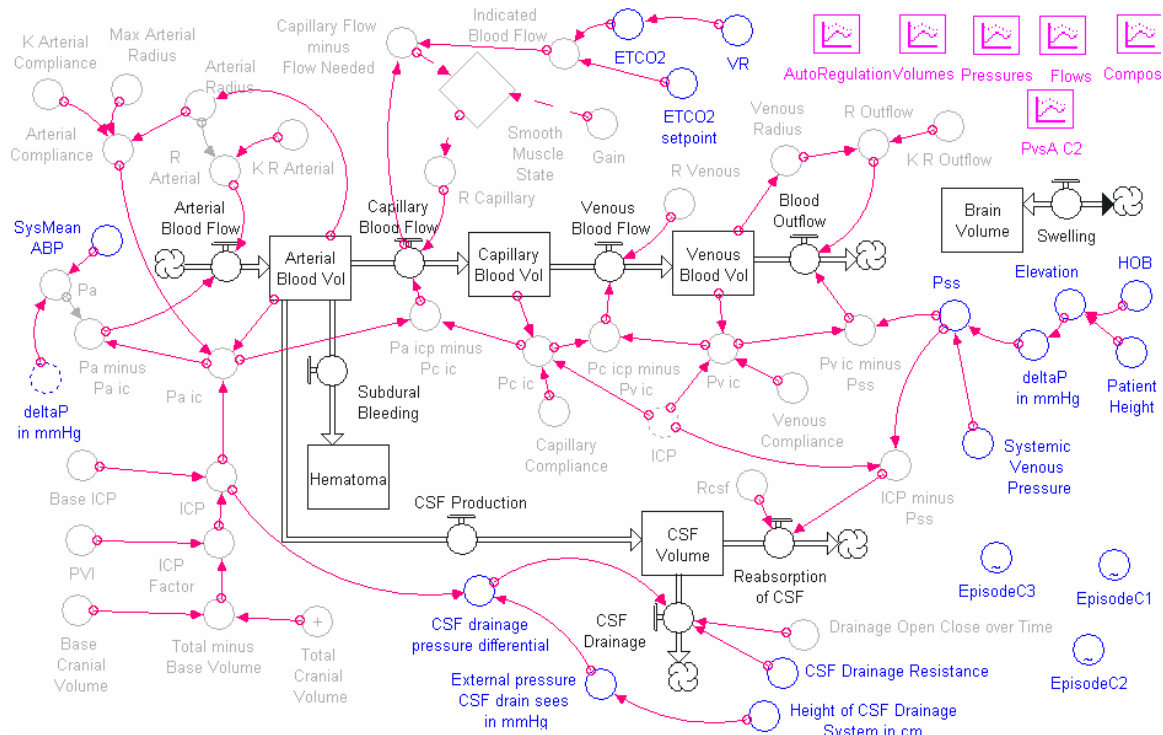 K Arterial
Compliance
Max Arterial
Radius
Arterial
Radius
Arterial
Compliance
R
Arterial
K R Arterial
Capillary Flow
minus
Flow Needed
Indicated
Blood Flow
ETCO2
VR
ETCO2
setpoint
Smooth
Muscle
State
Gain
R Capillary
Venous
Radius
R Outflow
K R Outflow
R Venous
AutoRegulation
Volumes
Pressures
Flows
Compos
PvsA C2
SysMean
ABP
Pa
Arterial
Blood Flow
Arterial
Blood Vol
Capillary
Blood Flow
Capillary
Blood Vol
Venous
Blood Flow
Venous
Blood Vol
Blood
Outflow
Brain
Volume
Swelling
deltaP
in mmHg
Pa minus
Pa ic
Pa ic
Pa icp minus
Pc ic
Pc ic
Pc icp minus
Pv ic
Pv ic
Pv ic minus
Pss
Pss
Elevation
HOB
deltaP
in mmHg
Patient
Height
Subdural
Bleeding
Hematoma
Capillary
Compliance
ICP
Venous
Compliance
Systemic
Venous
Pressure
ICP minus
Pss
Base ICP
ICP
PVI
ICP
Factor
Base
Cranial
Volume
Total minus
Base Volume
+
Total
Cranial
Volume
CSF Production
CSF
Volume
Rcsf
Reabsorption
of CSF
CSF drainage
pressure differential
CSF
Drainage
Drainage Open Close over Time
CSF Drainage Resistance
External pressure
CSF drain sees
in mmHg
Height of CSF Drainage
System in cm
~
EpisodeC3
~
EpisodeC1
~
EpisodeC2